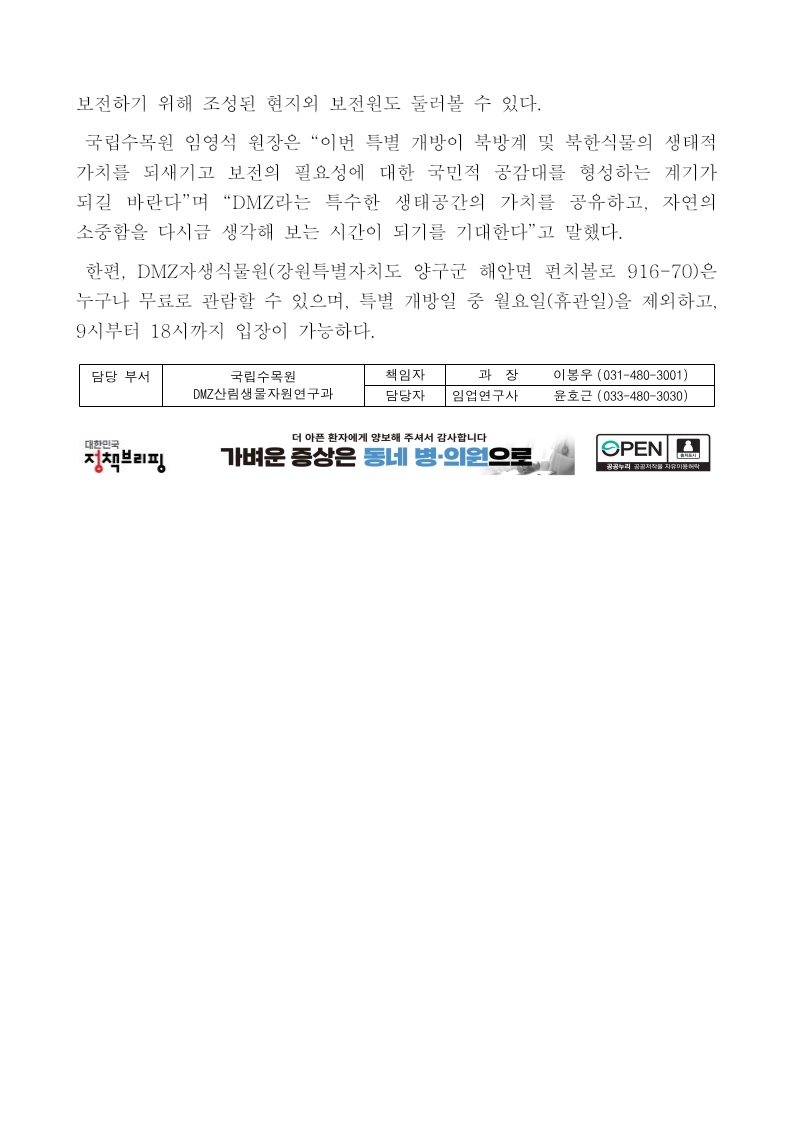 보전하기 위해 조성된 현지외 보전원도 둘러볼 수 있다.
국립수목원 임영석 원장은 “이번 특별 개방이 북방계 및 북한식물의 생태적
가치를 되새기고 보전의 필요성에 대한 국민적 공감대를 형성하는 계기가
되길 바란다”며 “DMZ라는 특수한 생태공간의 가치를 공유하고, 자연의
소중함을 다시금 생각해 보는 시간이 되기를 기대한다”고 말했다.
한편, DMZ자생식물원(강원특별자치도 양구군 해안면 펀치볼로 916-70)은
누구나 무료로 관람할 수 있으며, 특별 개방일 중 월요일(휴관일)을 제외하고,
9시부터 18시까지 입장이 가능하다.
담당 부서 국립수목원 책임자 과 장 이봉우 (031-480-3001)
DMZ산림생물자원연구과 담당자 임업연구사 윤호근 (033-480-3030)
대한민국
정책브리핑
더 아픈 환자에게 양보해 주셔서 감사합니다
가벼운 증상은 동네 병·의원으로
OPEN
출처표시
공공누리 공공저작물 자유이용허락